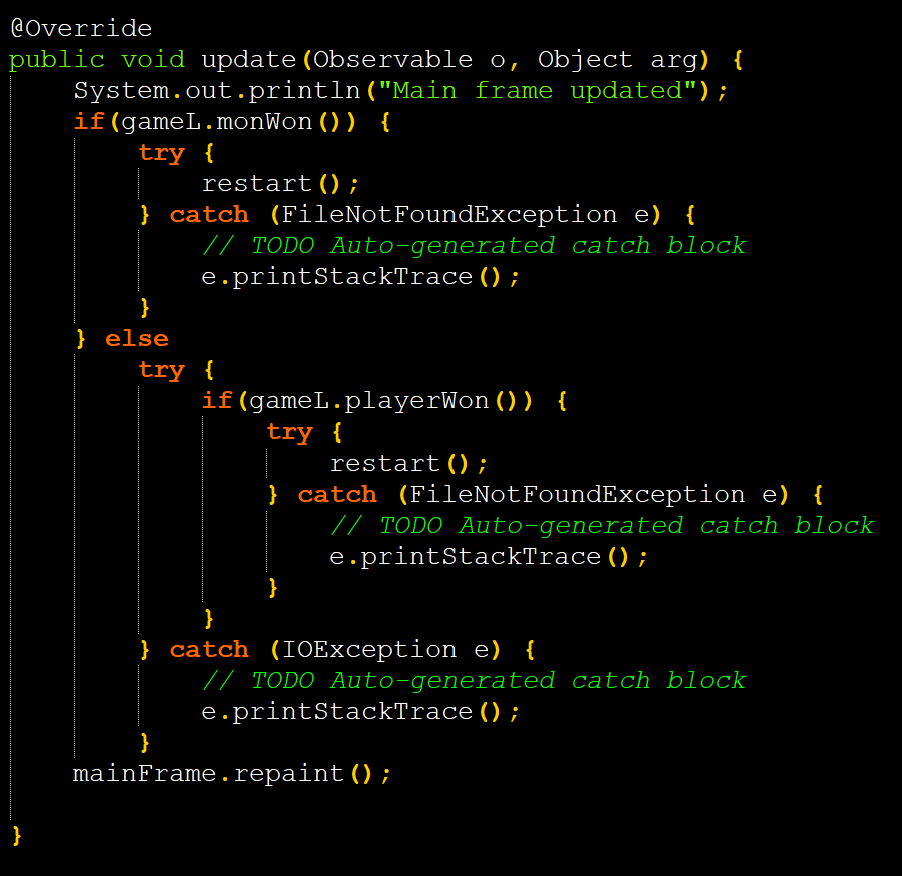 @Override
public void update(Observable o, Object arg) {
    System.out.println("Main frame updated");
    if(gameL.monWon()) {
        try {
            restart();
        } catch (FileNotFoundException e) {
            // TODO Auto-generated catch block
            e.printStackTrace();
        }
    } else
        try {
            if(gameL.playerWon()) {
                try {
                    restart();
                } catch (FileNotFoundException e) {
                    // TODO Auto-generated catch block
                    e.printStackTrace();
                }
            }
        } catch (IOException e) {
            // TODO Auto-generated catch block
            e.printStackTrace();
        }
    mainFrame.repaint();

}